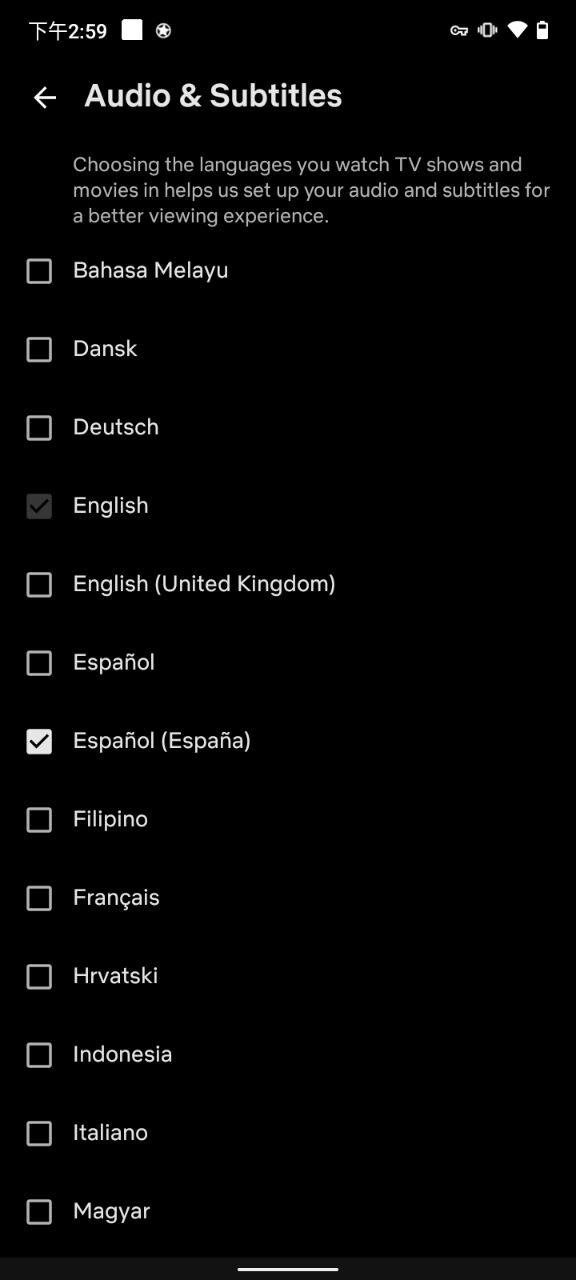 下午2:59
Audio & Subtitles
Choosing the languages you watch TV shows and
movies in helps us set up your audio and subtitles for
a better viewing experience.
Bahasa Melayu
Dansk
Deutsch
English
English (United Kingdom)
Español
Español (España)
Filipino
Français
Hrvatski
Indonesia
Italiano
Magyar